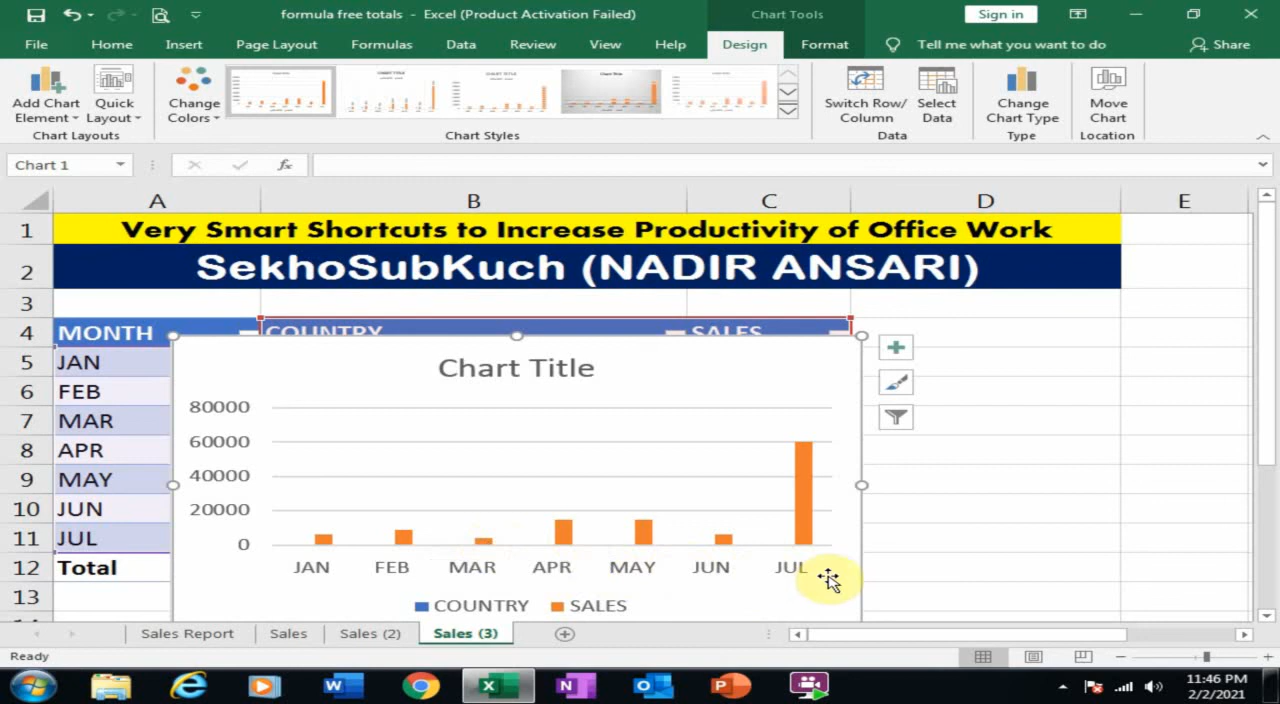 formula free totals - Excel (Product Activation Failed)
Chart Tools
Sign in
File Home Insert Page Layout Formulas Data Review View Help Design Format Tell me what you want to do Share
Add Chart Element
Quick Layout
Change Colors
Switch Row/ Column
Select Data
Change Chart Type
Move Chart
Chart Layouts
Chart Styles
Data
Type
Location
Chart 1
fx
A B C D E
1 Very Smart Shortcuts to Increase Productivity of Office Work
2 SekhoSubKuch (NADIR ANSARI)
3
4 MONTH COUNTRY SALES
5 JAN
6 FEB
7 MAR
8 APR
9 MAY
10 JUN
11 JUL
12 Total
13
Chart Title
80000
60000
40000
20000
0
JAN FEB MAR APR MAY JUN JUL
COUNTRY SALES
Sales Report Sales Sales (2) Sales (3)
Ready
11:46 PM
2/2/2021